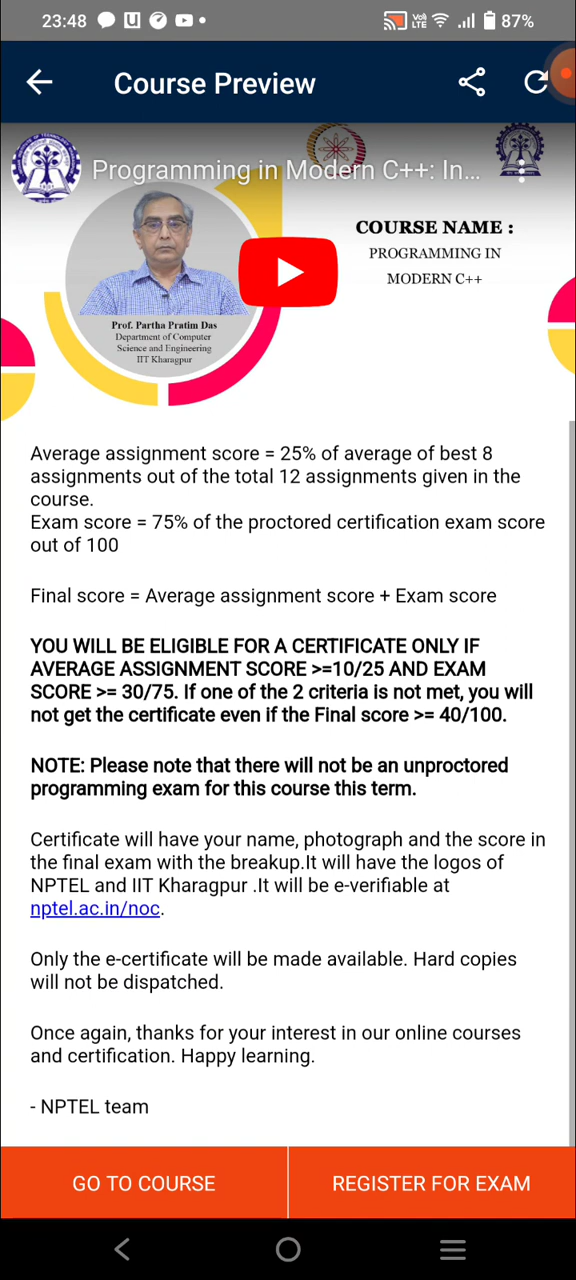 23:48
Vo)
LTE
87%
Course Preview
Programming in Modern C++: In...
COURSE NAME :
PROGRAMMING IN
MODERN C++
Prof. Partha Pratim Das
Department of Computer
Science and Engineering
IIT Kharagpur
Average assignment score = 25% of average of best 8
assignments out of the total 12 assignments given in the
course.
Exam score = 75% of the proctored certification exam score
out of 100
Final score = Average assignment score + Exam score
YOU WILL BE ELIGIBLE FOR A CERTIFICATE ONLY IF
AVERAGE ASSIGNMENT SCORE >=10/25 AND EXAM
SCORE >= 30/75. If one of the 2 criteria is not met, you will
not get the certificate even if the Final score >= 40/100.
NOTE: Please note that there will not be an unproctored
programming exam for this course this term.
Certificate will have your name, photograph and the score in
the final exam with the breakup.It will have the logos of
NPTEL and IIT Kharagpur .It will be e-verifiable at
nptel.ac.in/noc.
Only the e-certificate will be made available. Hard copies
will not be dispatched.
Once again, thanks for your interest in our online courses
and certification. Happy learning.
- NPTEL team
GO TO COURSE
REGISTER FOR EXAM